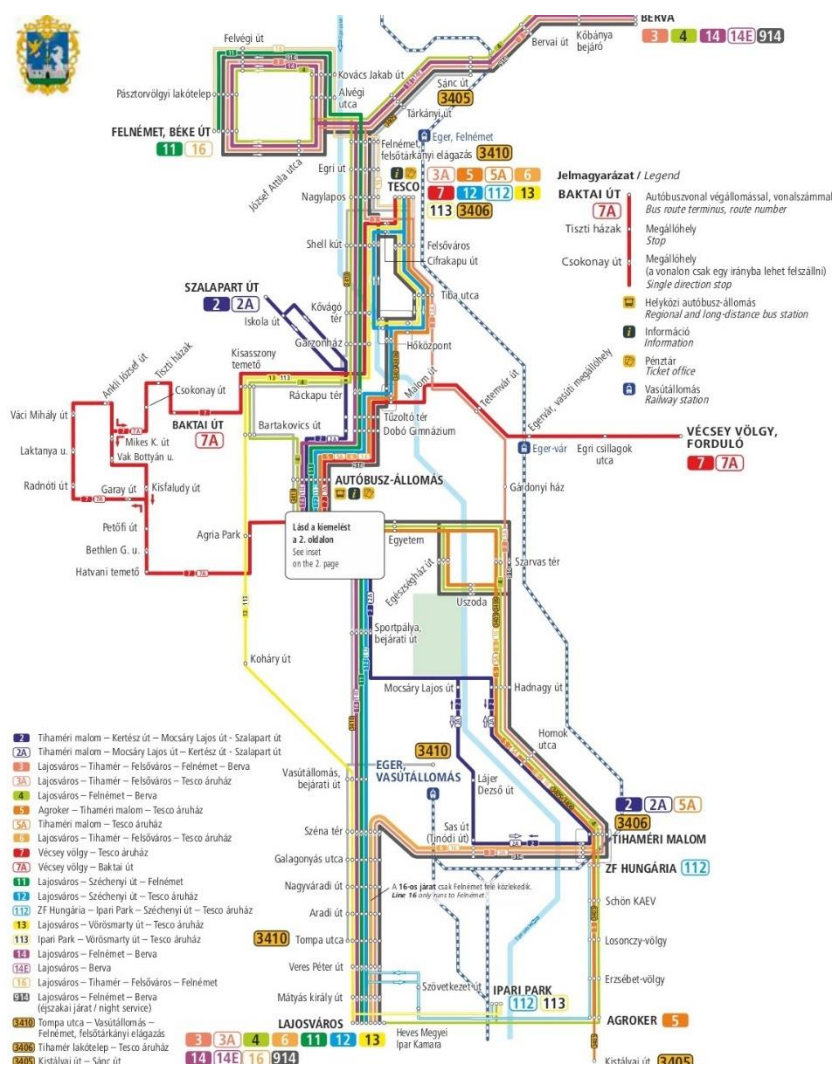 BERVA
3 4 14 14E 914
Kőbánya
bejáró
Bervai út
Felvégi út
Kovács Jakab út
Pásztorvölgyi lakótelep
Alvégi
utca
Sánc út
3405
Tárkányi út
FELNÉMET, BÉKE ÚT
11 16
Eger, Felnémet
Felnémet,
felsőtárkányi elágazás 3410
József Attila utca
Egri út
Nagylapos
TESCO
3A 5 5A 6
7 12 112 13
113 3406
Jelmagyarázat / Legend
BAKTAI ÚT
7A
Autóbuszvonal végállomással, vonalszámmal
Bus route terminus, route number
Tiszti házak
Megállóhely
Stop
Csokonay út
Megállóhely
(a vonalon csak egy irányba lehet felszállni)
Single direction stop
Helyközi autóbusz-állomás
Regional and long-distance bus station
Információ
Information
Pénztár
Ticket office
Vasútállomás
Railway station
Shell kút
Felsőváros
Cifrakapu út
SZALAPART ÚT
2 2A
Iskola út
Kővágó
tér
Tiba utca
Garzonház
Hőközpont
Kisasszony
temető
Malom út
Tetemvár út
Egervár, vasúti megállóhely
Ankli József út
Tiszti házak
Csokonay út
Ráckapu tér
Váci Mihály út
Mikes K. út
BAKTAI ÚT
7A
Bartakovics út
Tűzoltó tér
Dobó Gimnázium
VÉCSEY VÖLGY,
FORDULÓ
7 7A
Laktanya u.
Vak Bottyán u.
Eger-vár
Egri csillagok
utca
Radnóti út
Garay út
Kisfaludy út
AUTÓBUSZ-ÁLLOMÁS
Gárdonyi ház
Petőfi út
Agria Park
Lásd a kiemelést
a 2. oldalon
See inset
on the 2. page
Egyetem
Bethlen G. u.
Hatvani temető
Egészségház út
Szarvas tér
Uszoda
Sportpálya,
bejárati út
Koháry út
Mocsáry Lajos út
Hadnagy út
Homok
utca
3410
EGER,
VASÚTÁLLOMÁS
Vasútállomás,
bejárati út
Lájer
Dezső út
2 2A 5A
3406
TIHAMÉRI MALOM
Széna tér
Sas út
(Tinódi út)
Galagonyás utca
ZF HUNGÁRIA 112
Nagyváradi út
A 16-os járat csak Felnémet felé közlekedik.
Line 16 only runs to Felnémet.
Schön KAEV
Aradi út
3410 Tompa utca
Losonczy-völgy
Veres Péter út
Szövetkezet út
IPARI PARK
112 113
Erzsébet-völgy
Mátyás király út
LAJOSVÁROS
Heves Megyei
Ipar Kamara
AGROKER 5
3 3A 4 6 11 12 13
14 14E 16 914
Kistályai út 3405
2 Tihaméri malom – Kertész út – Mocsáry Lajos út - Szalapart út
2A Tihaméri malom – Mocsáry Lajos út – Kertész út - Szalapart út
3 Lajosváros – Tihamér – Felsőváros – Felnémet – Berva
3A Lajosváros – Tihamér – Felsőváros – Tesco áruház
4 Lajosváros – Felnémet – Berva
5 Agroker – Tihaméri malom – Tesco áruház
5A Tihaméri malom – Tesco áruház
6 Lajosváros – Tihamér – Felsőváros – Tesco áruház
7 Vécsey völgy – Tesco áruház
7A Vécsey völgy – Baktai út
11 Lajosváros – Széchenyi út – Felnémet
12 Lajosváros – Széchenyi út – Tesco áruház
112 ZF Hungária – Ipari Park – Széchenyi út – Tesco áruház
13 Lajosváros – Vörösmarty út – Tesco áruház
113 Ipari Park – Vörösmarty út – Tesco áruház
14 Lajosváros – Felnémet – Berva
14E Lajosváros – Berva
16 Lajosváros – Tihamér – Felsőváros – Felnémet
914 Lajosváros – Felnémet – Berva
(éjszakai járat / night service)
3410 Tompa utca – Vasútállomás –
Felnémet, felsőtárkányi elágazás
3406 Tihamér lakótelep – Tesco áruház
3405 Kistályai út – Sánc út